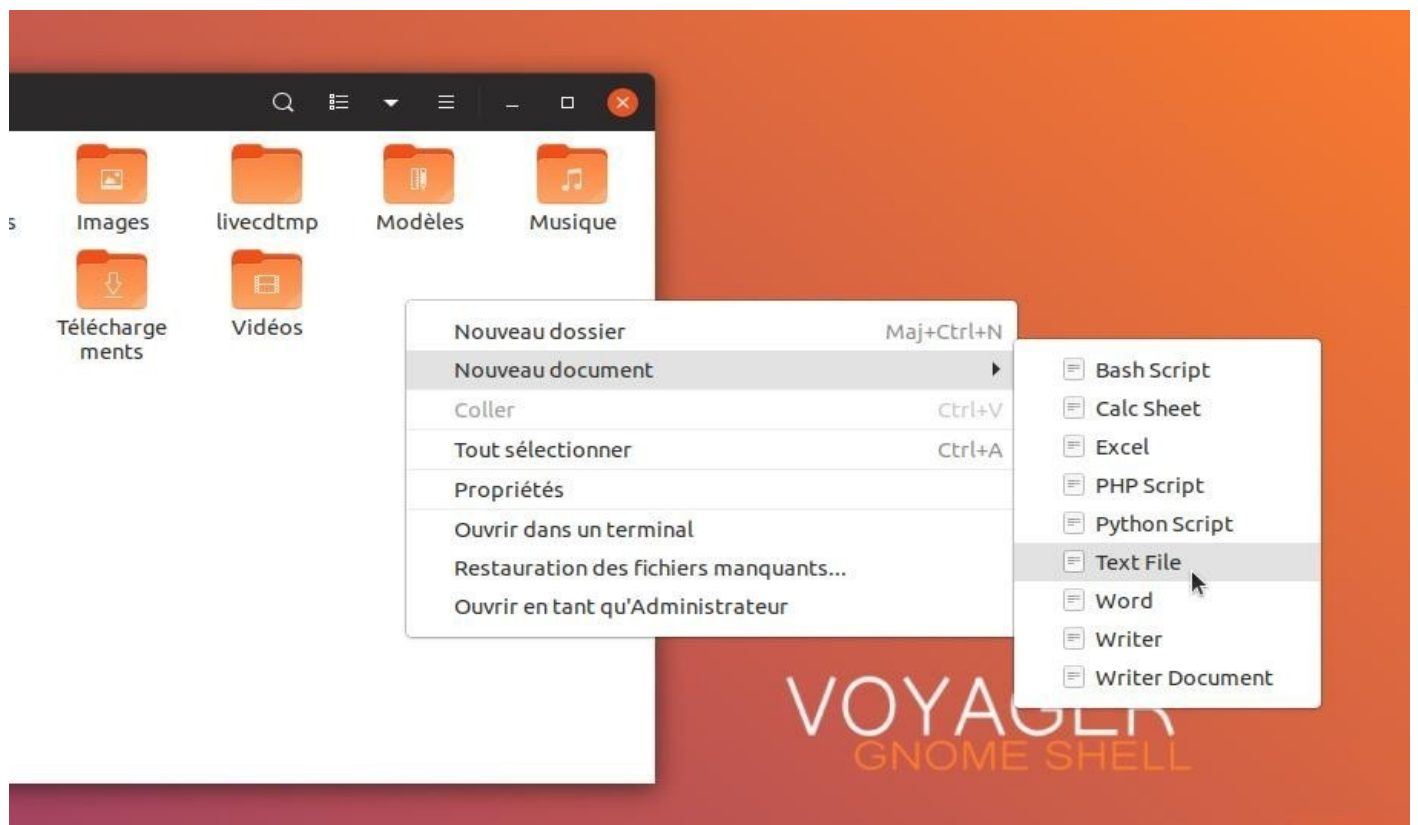 s
Images
livecdtmp
Modèles
Musique
Télécharge
ments
Vidéos
Nouveau dossier Maj+Ctrl+N
Nouveau document
Coller Ctrl+V
Tout sélectionner Ctrl+A
Propriétés
Ouvrir dans un terminal
Restauration des fichiers manquants...
Ouvrir en tant qu'Administrateur
Bash Script
Calc Sheet
Excel
PHP Script
Python Script
Text File
Word
Writer
Writer Document
VOYAGER
GNOME SHELL